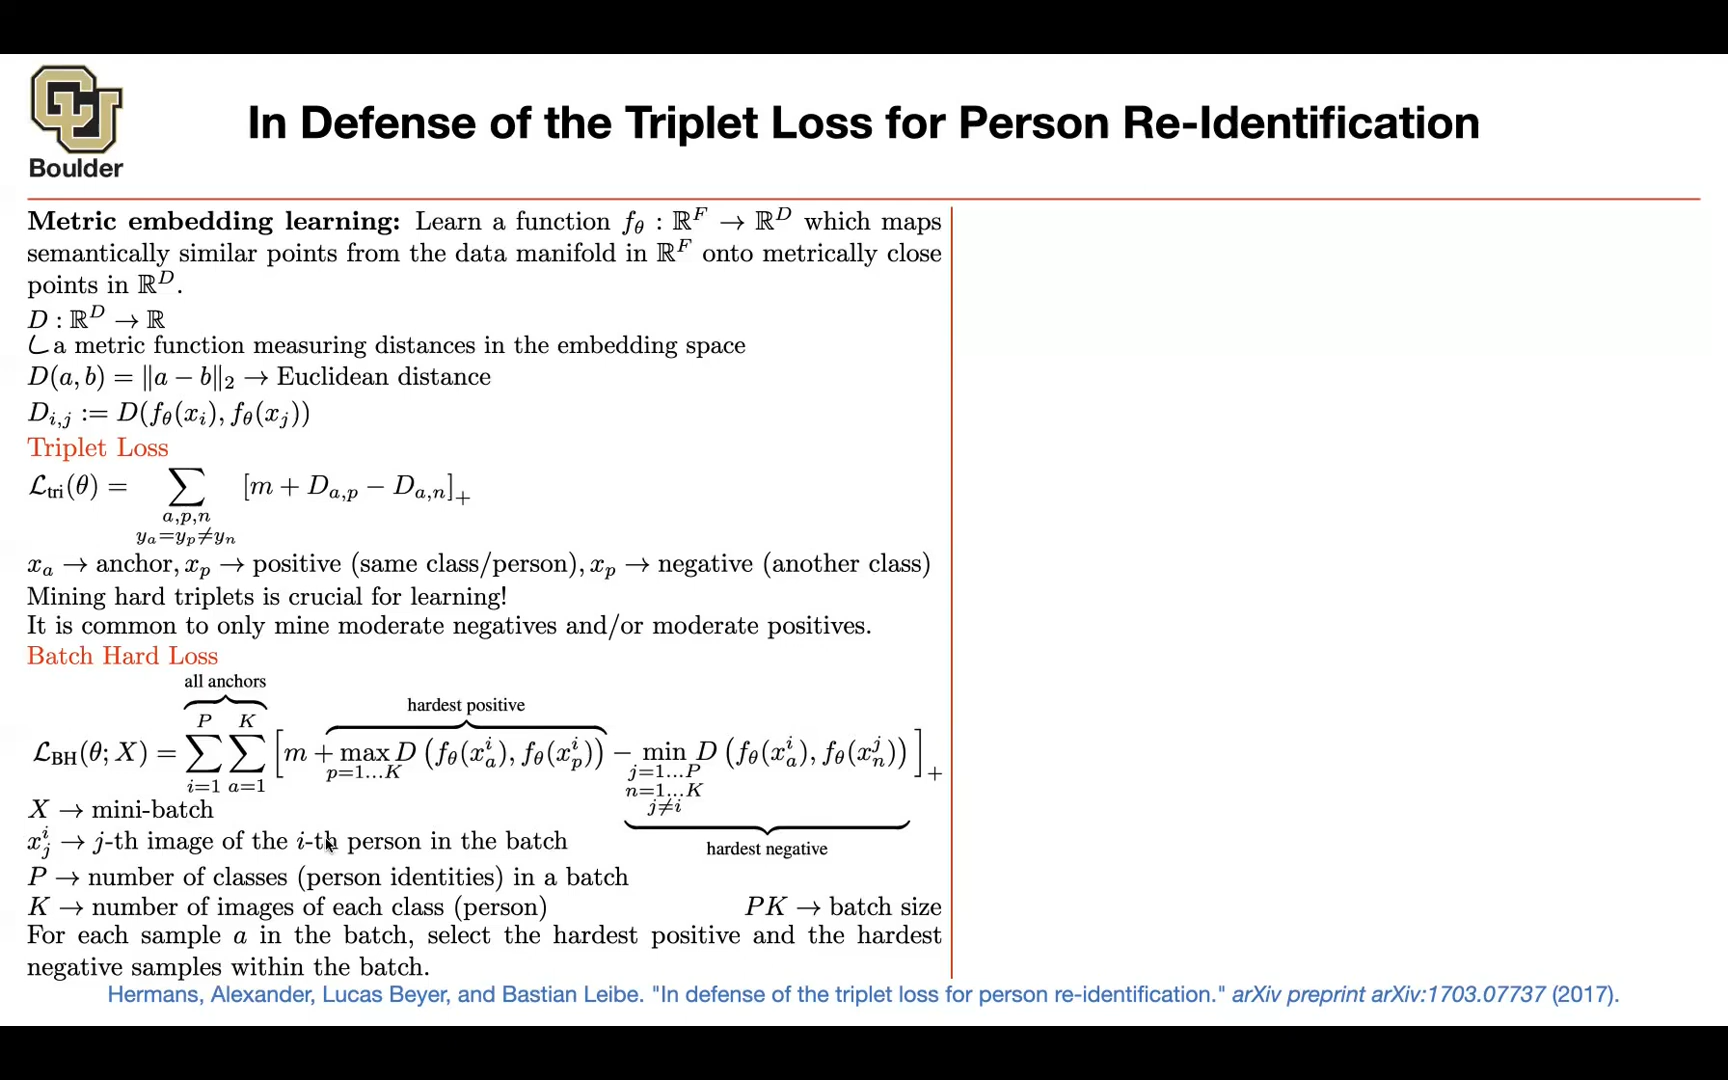 In Defense of the Triplet Loss for Person Re-Identification
CU
Boulder
Metric embedding learning: Learn a function f_θ : ℝ^F → ℝ^D which maps
semantically similar points from the data manifold in ℝ^F onto metrically close
points in ℝ^D.
D : ℝ^D → ℝ
a metric function measuring distances in the embedding space
D(a, b) = ‖a − b‖₂ → Euclidean distance
D_{i,j} := D(f_θ(x_i), f_θ(x_j))
Triplet Loss
ℒ_tri(θ) = ∑_{a,p,n y_a=y_p≠y_n} [m + D_{a,p} − D_{a,n}]_+
x_a → anchor, x_p → positive (same class/person), x_p → negative (another class)
Mining hard triplets is crucial for learning!
It is common to only mine moderate negatives and/or moderate positives.
Batch Hard Loss
all anchors
hardest positive
ℒ_BH(θ; X) = ∑_{i=1}^{P} ∑_{a=1}^{K} [m + max_{p=1...K} D(f_θ(x_a^i), f_θ(x_p^i)) − min_{j=1...P n=1...K j≠i} D(f_θ(x_a^i), f_θ(x_n^j))]_+
hardest negative
X → mini-batch
x_j^i → j-th image of the i-th person in the batch
P → number of classes (person identities) in a batch
K → number of images of each class (person) PK → batch size
For each sample a in the batch, select the hardest positive and the hardest
negative samples within the batch.
Hermans, Alexander, Lucas Beyer, and Bastian Leibe. "In defense of the triplet loss for person re-identification." arXiv preprint arXiv:1703.07737 (2017).